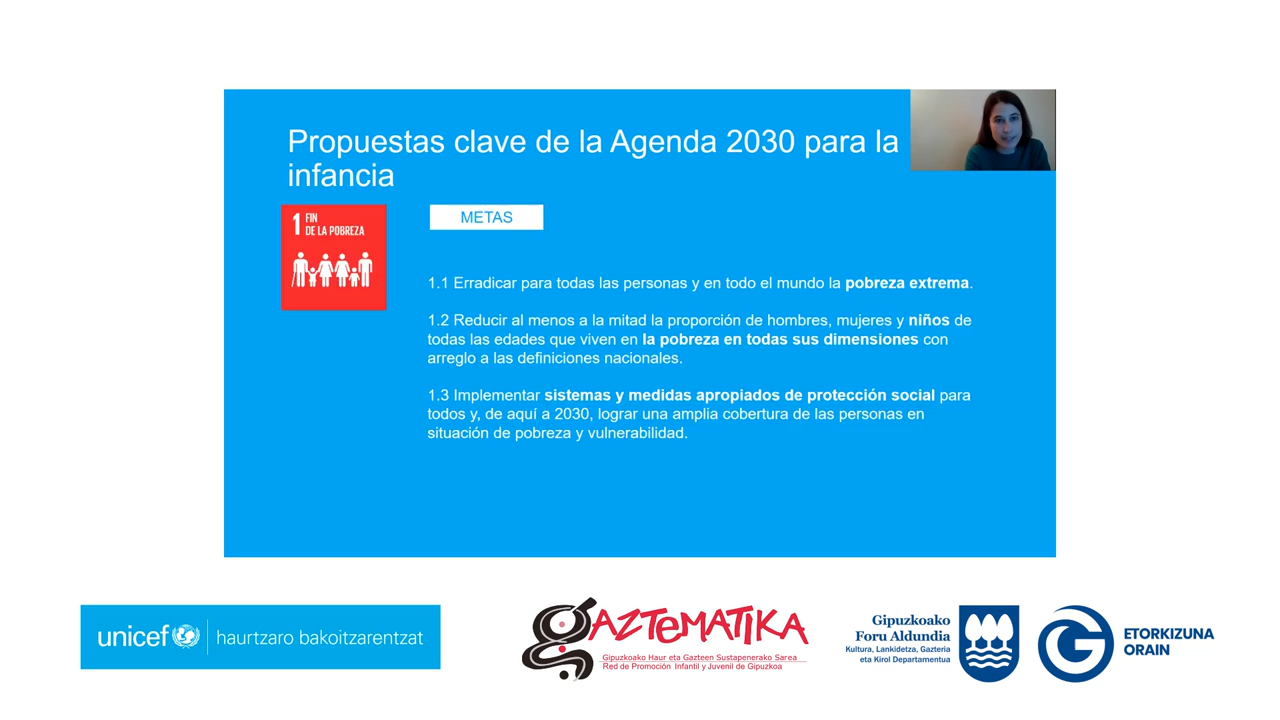 Propuestas clave de la Agenda 2030 para la
infancia
1 FIN
DE LA POBREZA
METAS
1.1 Erradicar para todas las personas y en todo el mundo la pobreza extrema.
1.2 Reducir al menos a la mitad la proporción de hombres, mujeres y niños de
todas las edades que viven en la pobreza en todas sus dimensiones con
arreglo a las definiciones nacionales.
1.3 Implementar sistemas y medidas apropiados de protección social para
todos y, de aquí a 2030, lograr una amplia cobertura de las personas en
situación de pobreza y vulnerabilidad.
unicef haurtzaro bakoitzarentzat
gAZTEMATIKA
Gipuzkoako Haur eta Gazteen Sustapenerako Sarea
Red de Promoción Infantil y Juvenil de Gipuzkoa
Gipuzkoako
Foru Aldundia
Kultura, Lankidetza, Gazteria
eta Kirol Departamentua
G ETORKIZUNA
ORAIN